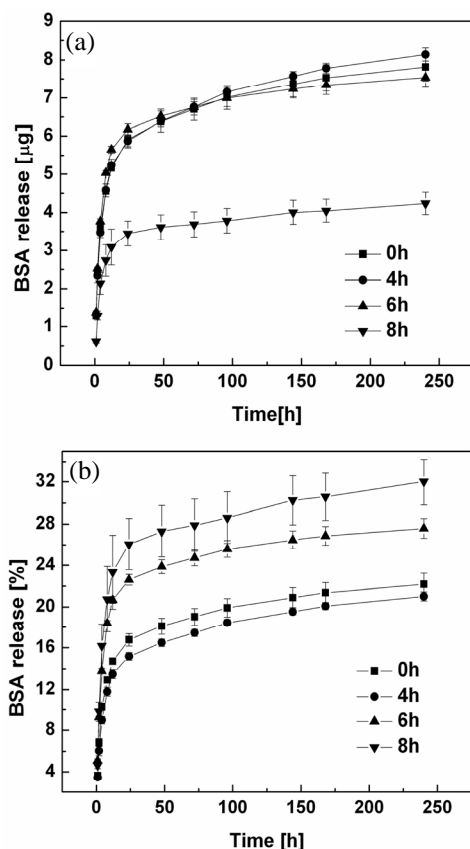 (a)
9
8
7
6
5
4
3
2
1
0
BSA release [µg]
0h
4h
6h
8h
0 50 100 150 200 250
Time[h]
(b)
32
28
24
20
16
12
8
4
BSA release [%]
0h
4h
6h
8h
0 50 100 150 200 250
Time [h]